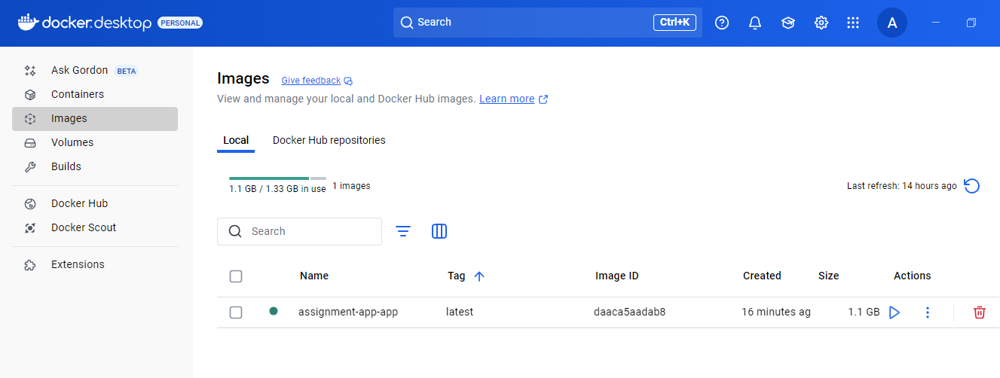 docker.desktop PERSONAL
Search Ctrl+K A
Ask Gordon BETA
Containers
Images
Volumes
Builds
Docker Hub
Docker Scout
Extensions
Images Give feedback
View and manage your local and Docker Hub images. Learn more
Local Docker Hub repositories
1.1 GB / 1.33 GB in use 1 images
Last refresh: 14 hours ago
Search
Name Tag Image ID Created Size Actions
assignment-app-app latest daaca5aadab8 16 minutes ag 1.1 GB